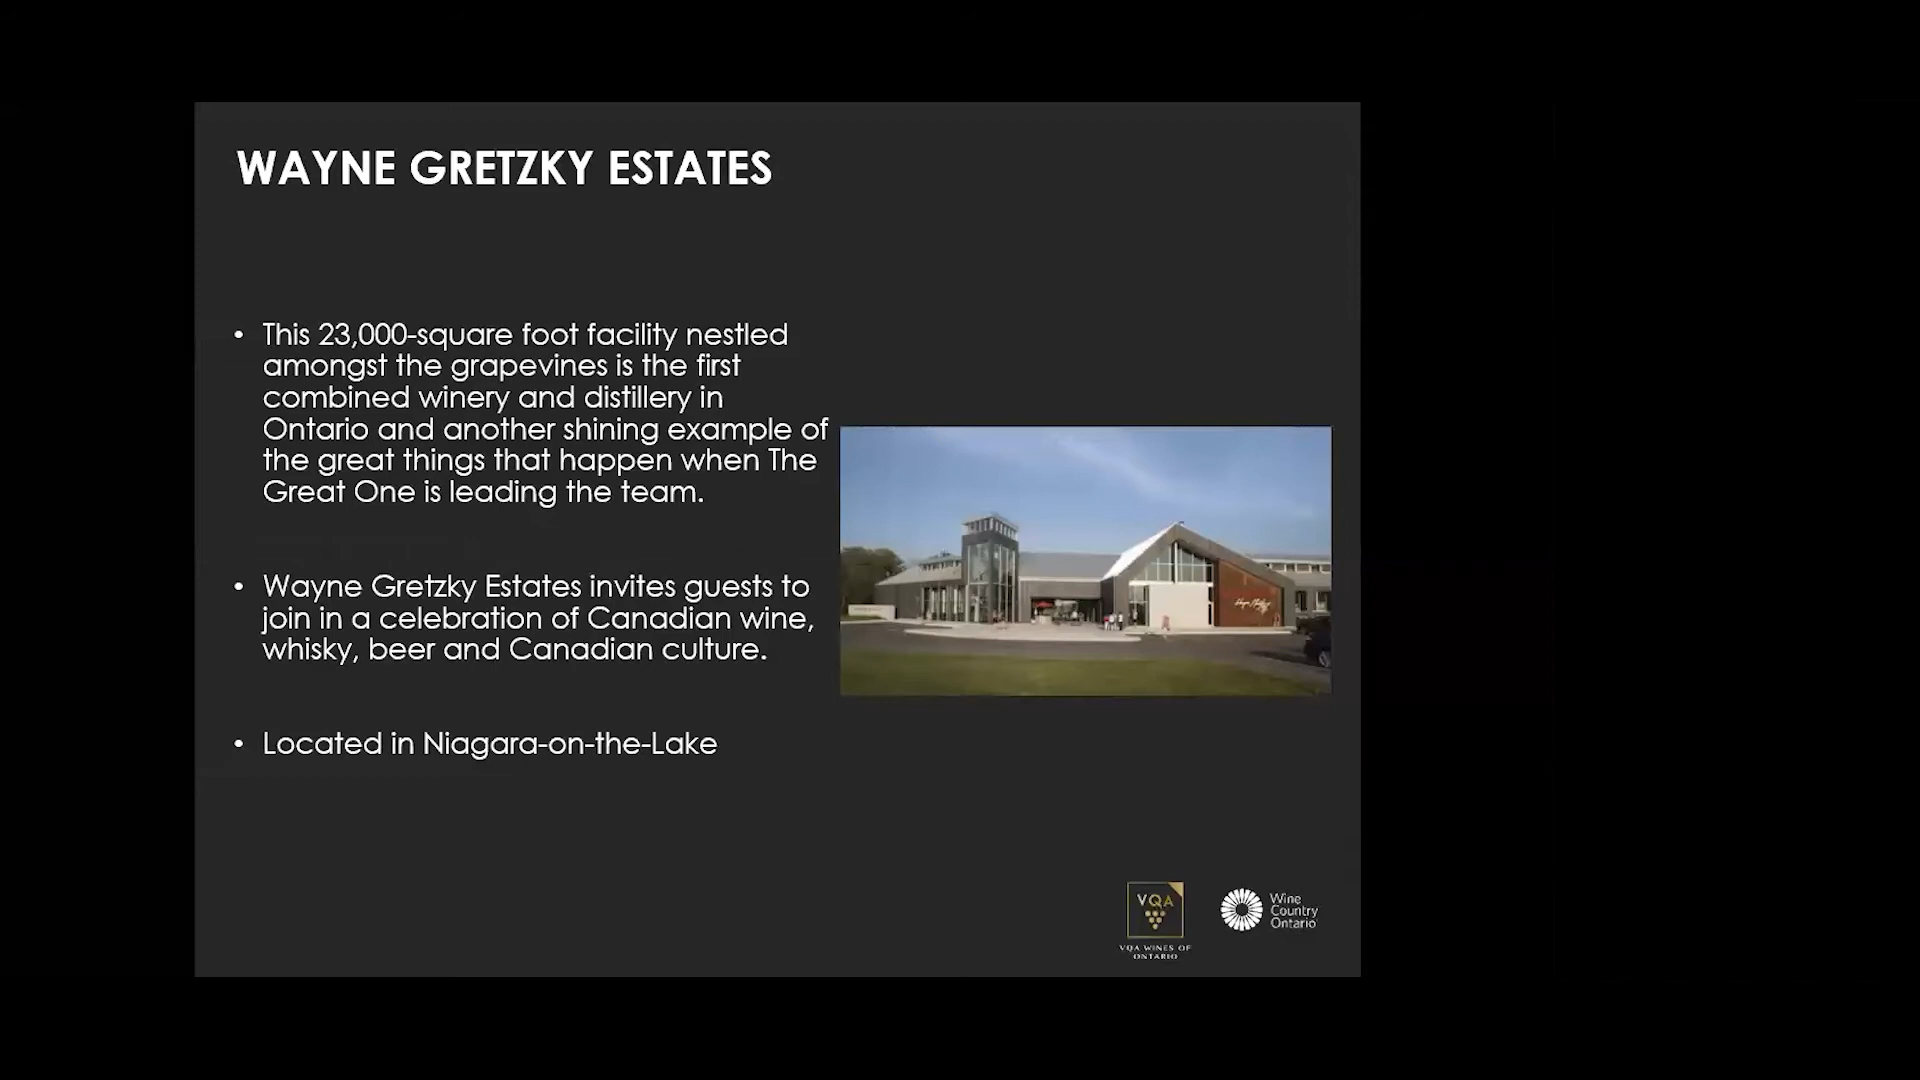 WAYNE GRETZKY ESTATES
• This 23,000-square foot facility nestled
amongst the grapevines is the first
combined winery and distillery in
Ontario and another shining example of
the great things that happen when The
Great One is leading the team.
• Wayne Gretzky Estates invites guests to
join in a celebration of Canadian wine,
whisky, beer and Canadian culture.
• Located in Niagara-on-the-Lake
VQA
VQA WINES OF
ONTARIO
Wine
Country
Ontario